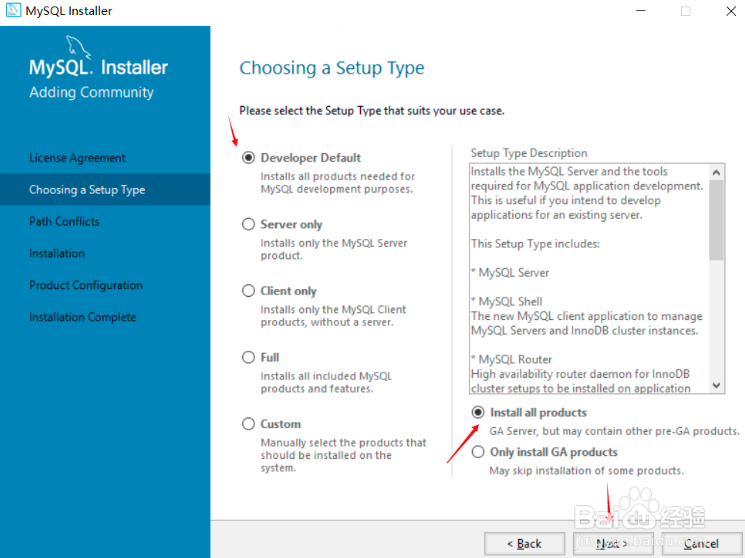 MySQL Installer
MySQL. Installer
Adding Community
License Agreement
Choosing a Setup Type
Path Conflicts
Installation
Product Configuration
Installation Complete
Choosing a Setup Type
Please select the Setup Type that suits your use case.
Developer Default
Installs all products needed for
MySQL development purposes.
Server only
Installs only the MySQL Server
product.
Client only
Installs only the MySQL Client
products, without a server.
Full
Installs all included MySQL
products and features.
Custom
Manually select the products that
should be installed on the
system.
Setup Type Description
Installs the MySQL Server and the tools
required for MySQL application development.
This is useful if you intend to develop
applications for an existing server.
This Setup Type includes:
* MySQL Server
* MySQL Shell
The new MySQL client application to manage
MySQL Servers and InnoDB cluster instances.
* MySQL Router
High availability router daemon for InnoDB
cluster setups to be installed on application
Install all products
GA Server, but may contain other pre-GA products.
Only install GA products
May skip installation of some products.
Baidu 经验
< Back
Next >
Cancel